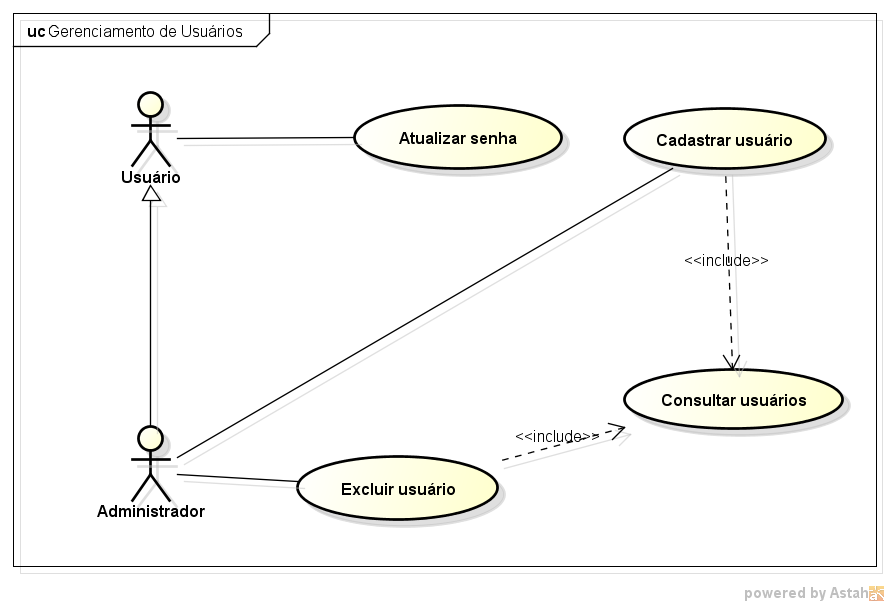 uc Gerenciamento de Usuários
Atualizar senha
Cadastrar usuário
Usuário
<<include>>
Consultar usuários
<<include>>
Excluir usuário
Administrador
powered by Astah